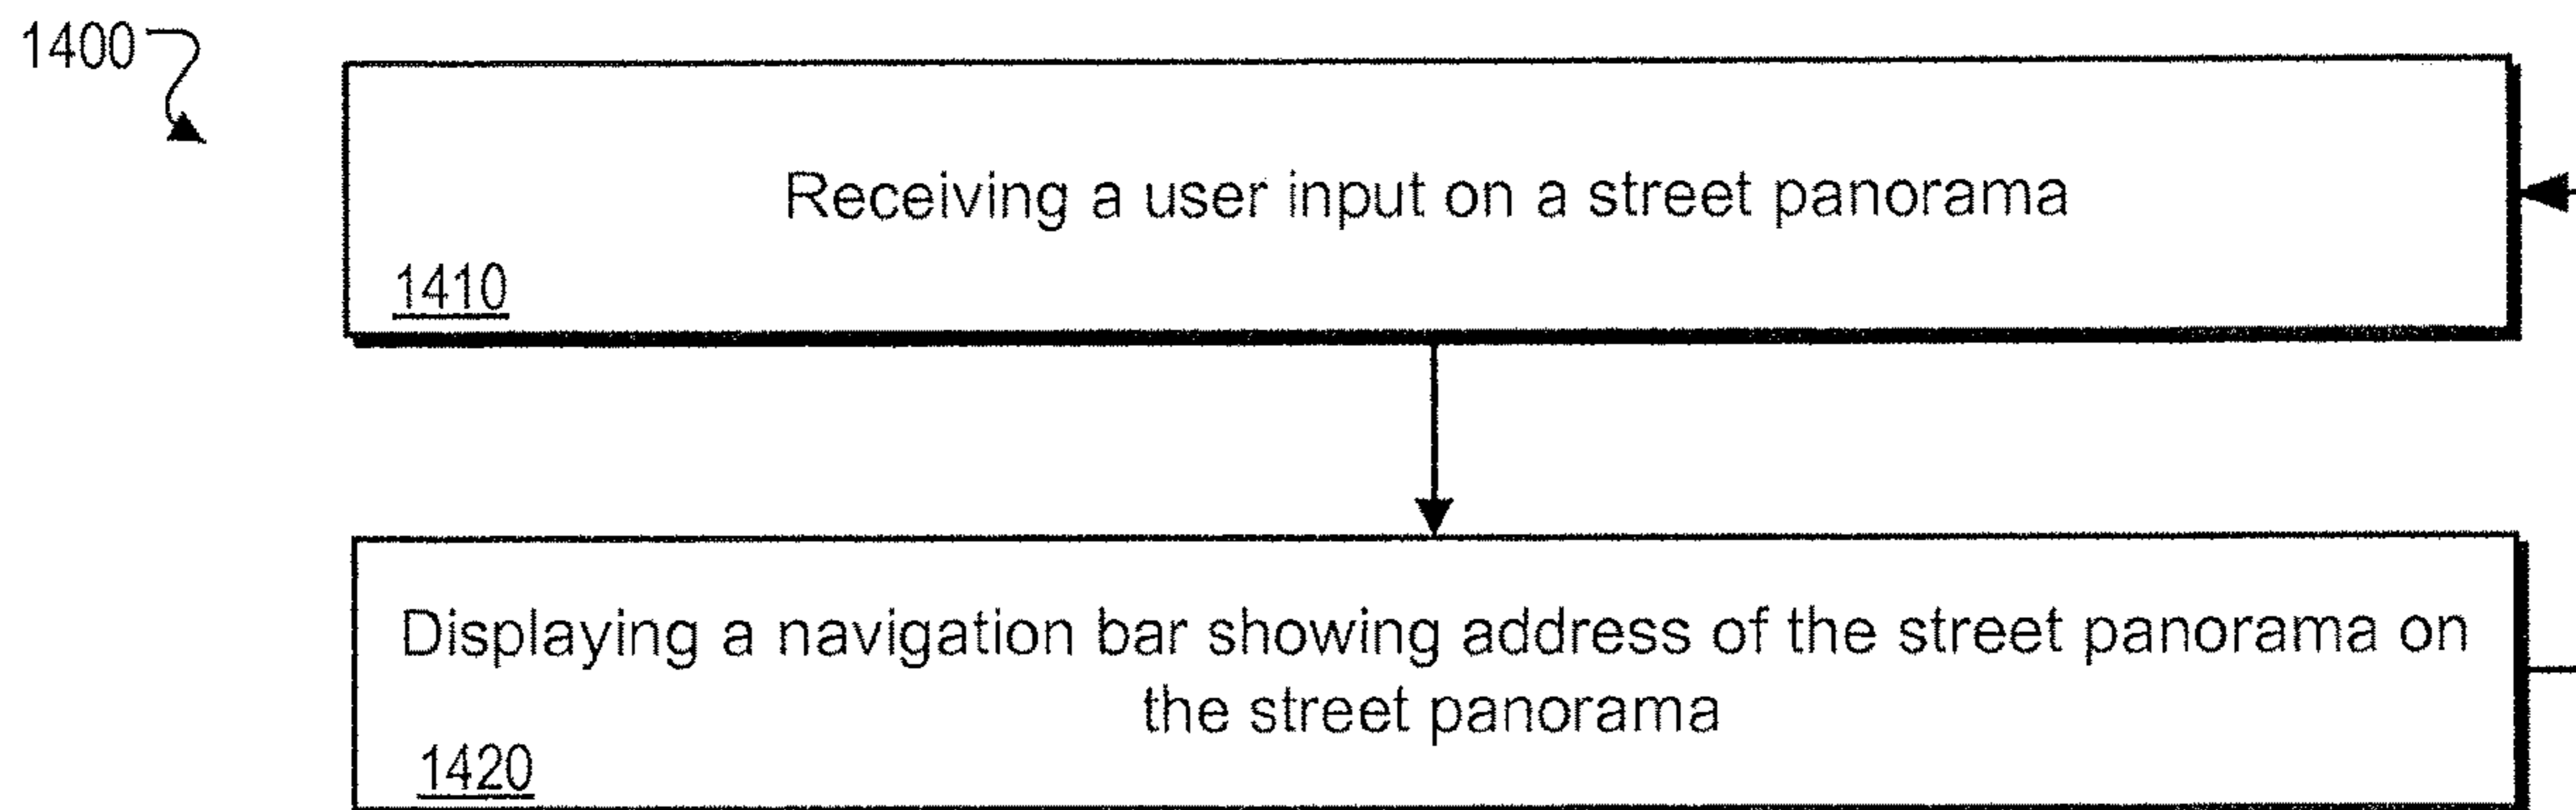 1400
Receiving a user input on a street panorama
1410
Displaying a navigation bar showing address of the street panorama on
the street panorama
1420